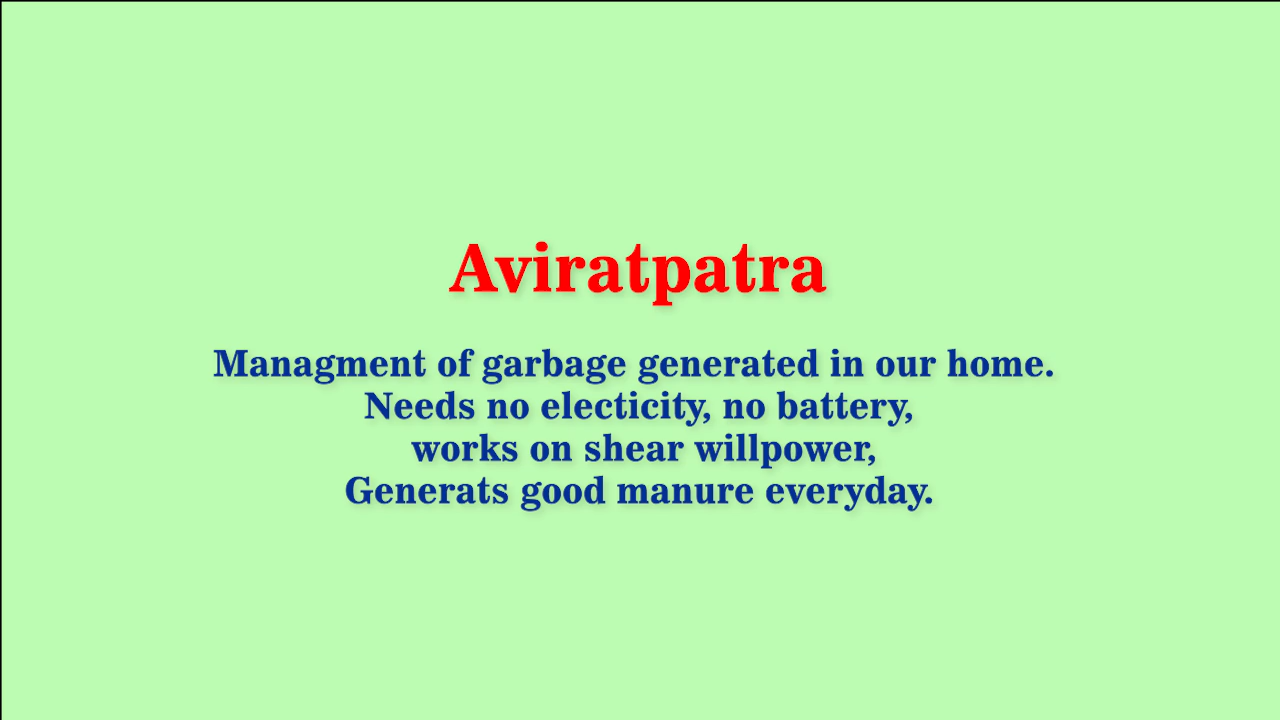 Aviratpatra
Managment of garbage generated in our home.
Needs no electicity, no battery,
works on shear willpower,
Generats good manure everyday.